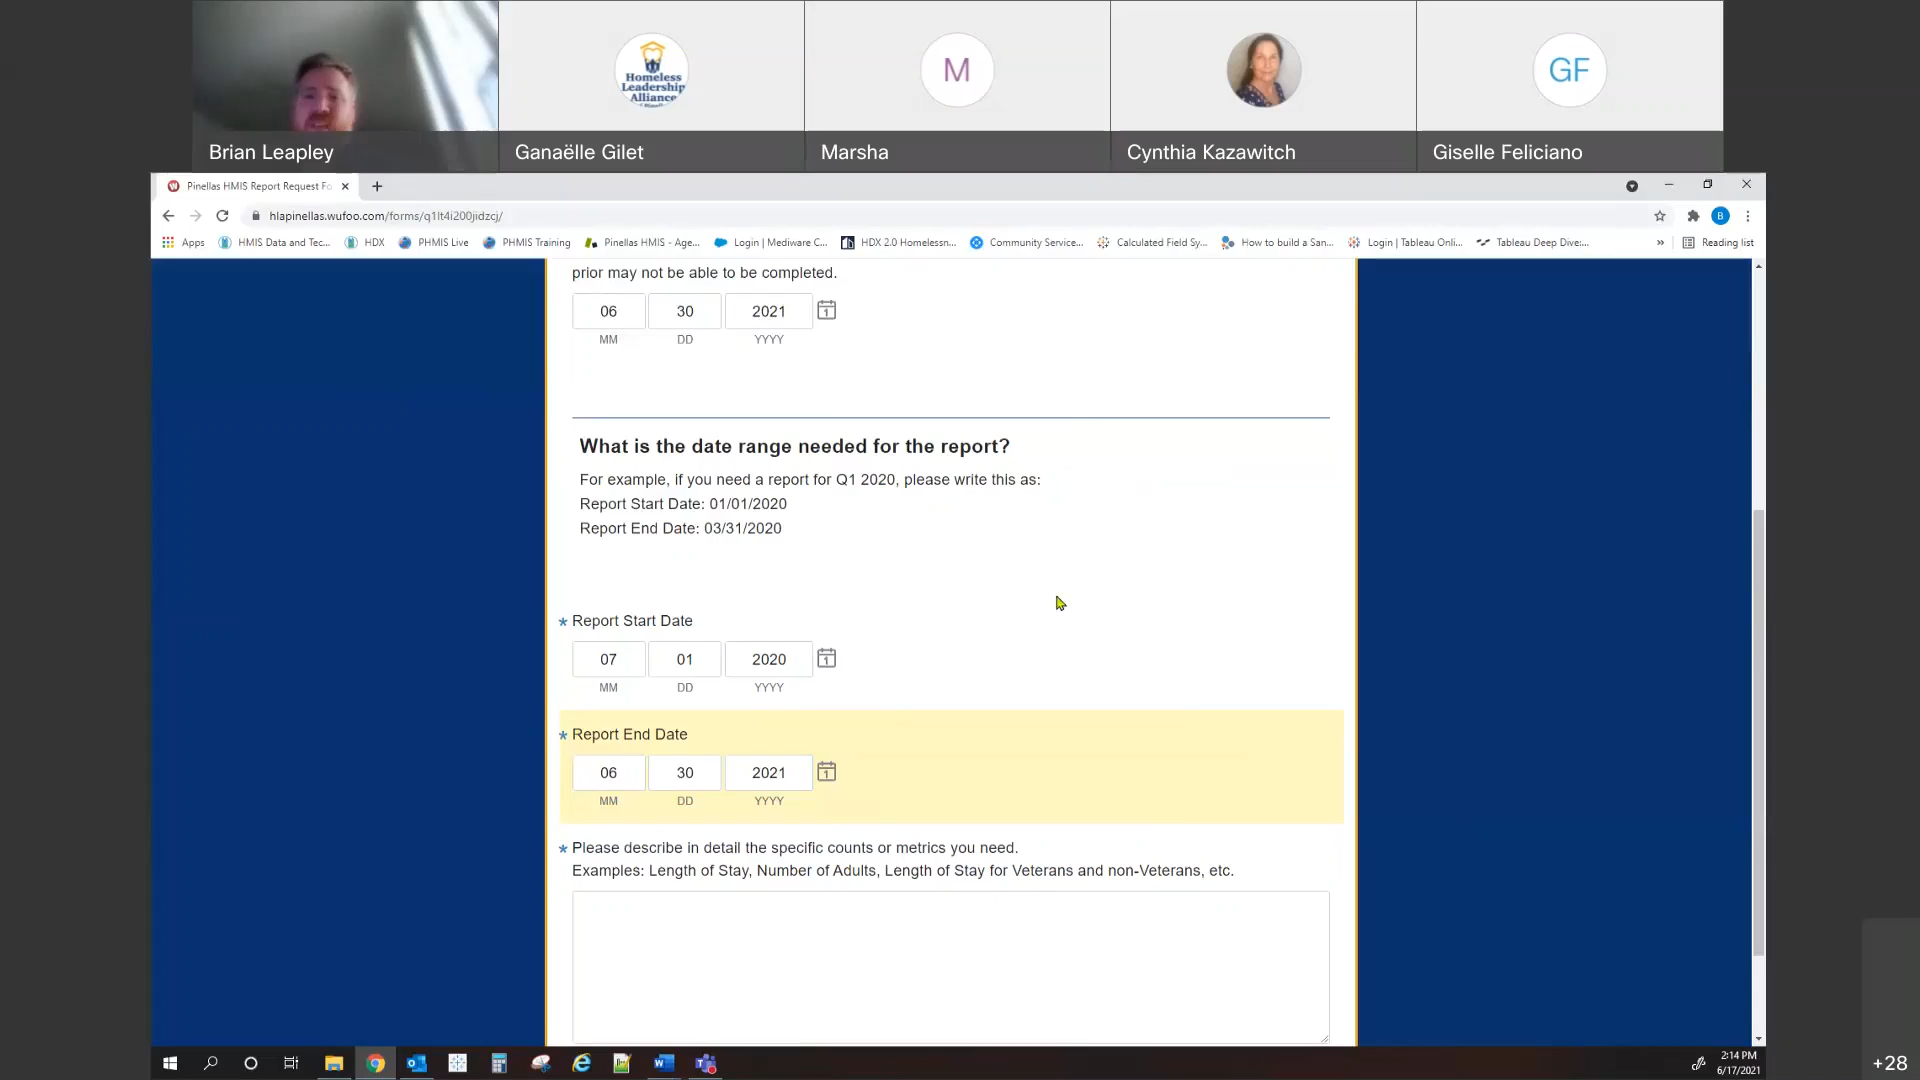 Homeless
Leadership
Alliance
M
GF
Brian Leapley
Ganaëlle Gilet
Marsha
Cynthia Kazawitch
Giselle Feliciano
Pinellas HMIS Report Request Fo
hlapinellas.wufoo.com/forms/q1lt4i200jidzcj/
B
Apps
HMIS Data and Tec...
HDX
PHMIS Live
PHMIS Training
Pinellas HMIS - Age...
Login | Mediware C...
HDX 2.0 Homelessn...
Community Service...
Calculated Field Sy...
How to build a San...
Login | Tableau Onli...
Tableau Deep Dive:...
»
Reading list
prior may not be able to be completed.
06 30 2021
MM DD YYYY
What is the date range needed for the report?
For example, if you need a report for Q1 2020, please write this as:
Report Start Date: 01/01/2020
Report End Date: 03/31/2020
* Report Start Date
07 01 2020
MM DD YYYY
* Report End Date
06 30 2021
MM DD YYYY
* Please describe in detail the specific counts or metrics you need.
Examples: Length of Stay, Number of Adults, Length of Stay for Veterans and non-Veterans, etc.
2:14 PM
6/17/2021
+28